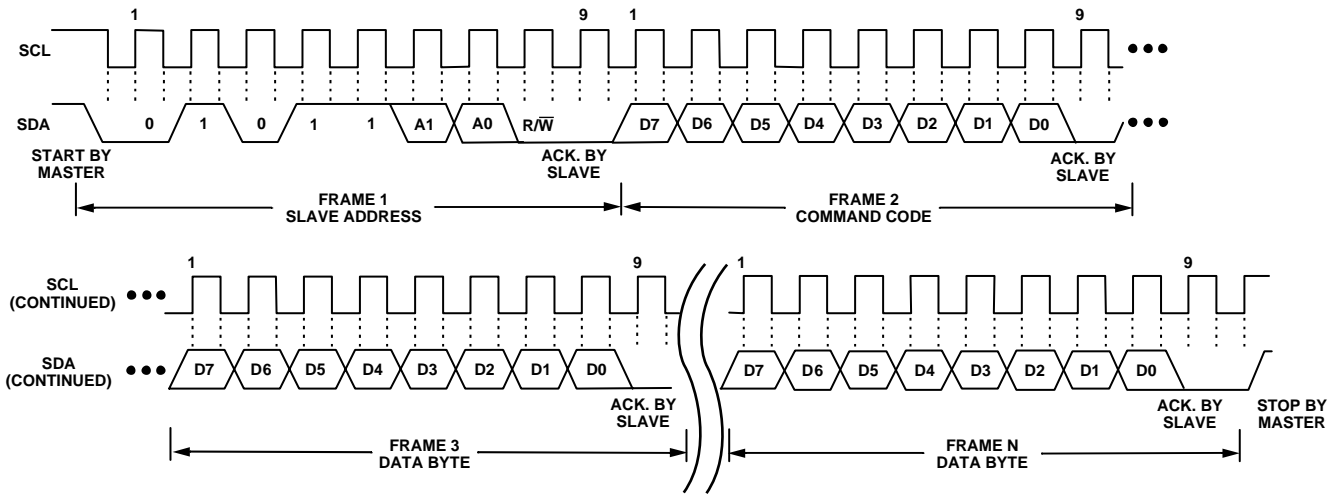 1 9 1 9
SCL
SDA 0 1 0 1 1 A1 A0 R/W̅ D7 D6 D5 D4 D3 D2 D1 D0
START BY MASTER
ACK. BY SLAVE
ACK. BY SLAVE
FRAME 1
SLAVE ADDRESS
FRAME 2
COMMAND CODE
1 9 1 9
SCL
(CONTINUED)
SDA
(CONTINUED)
D7 D6 D5 D4 D3 D2 D1 D0
D7 D6 D5 D4 D3 D2 D1 D0
ACK. BY
SLAVE
ACK. BY
SLAVE
STOP BY
MASTER
FRAME 3
DATA BYTE
FRAME N
DATA BYTE